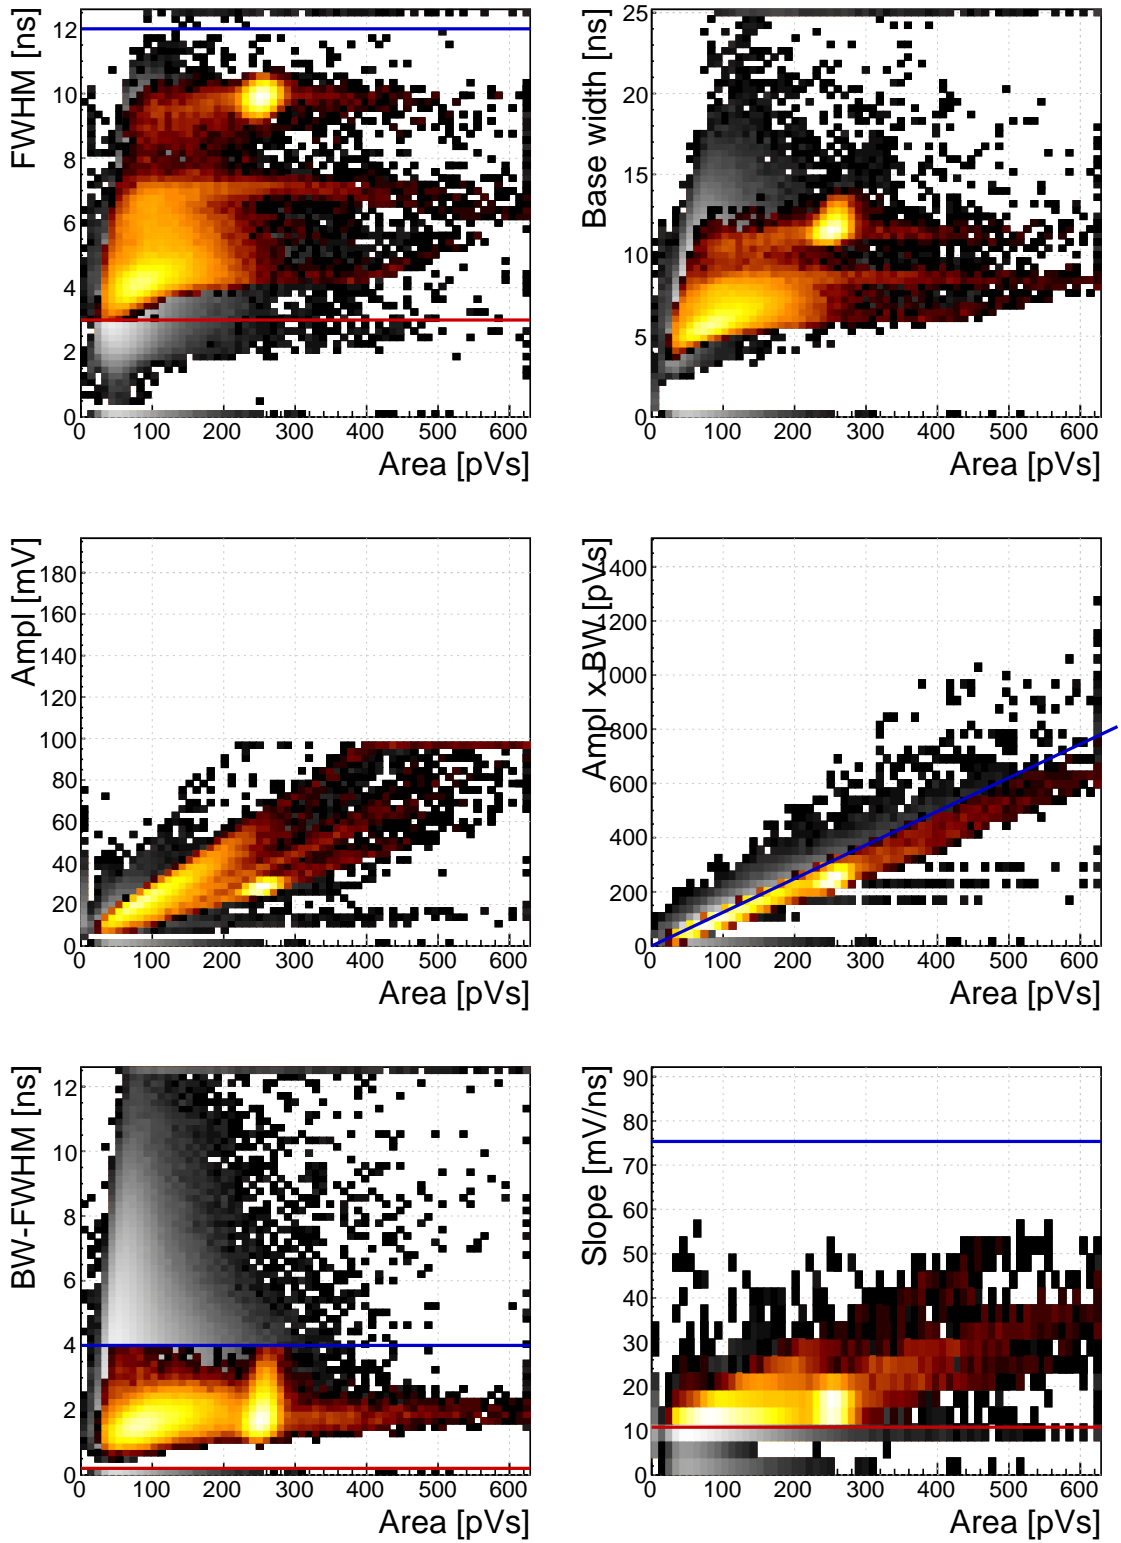 FWHM [ns]
12
10
8
6
4
2
0
0 100 200 300 400 500 600
Area [pVs]
Base width [ns]
25
20
15
10
5
0
0 100 200 300 400 500 600
Area [pVs]
Ampl [mV]
180
160
140
120
100
80
60
40
20
0
0 100 200 300 400 500 600
Area [pVs]
Ampl x BW [pVs]
1400
1200
1000
800
600
400
200
0
0 100 200 300 400 500 600
Area [pVs]
BW-FWHM [ns]
12
10
8
6
4
2
0
0 100 200 300 400 500 600
Area [pVs]
Slope [mV/ns]
90
80
70
60
50
40
30
20
10
0
0 100 200 300 400 500 600
Area [pVs]